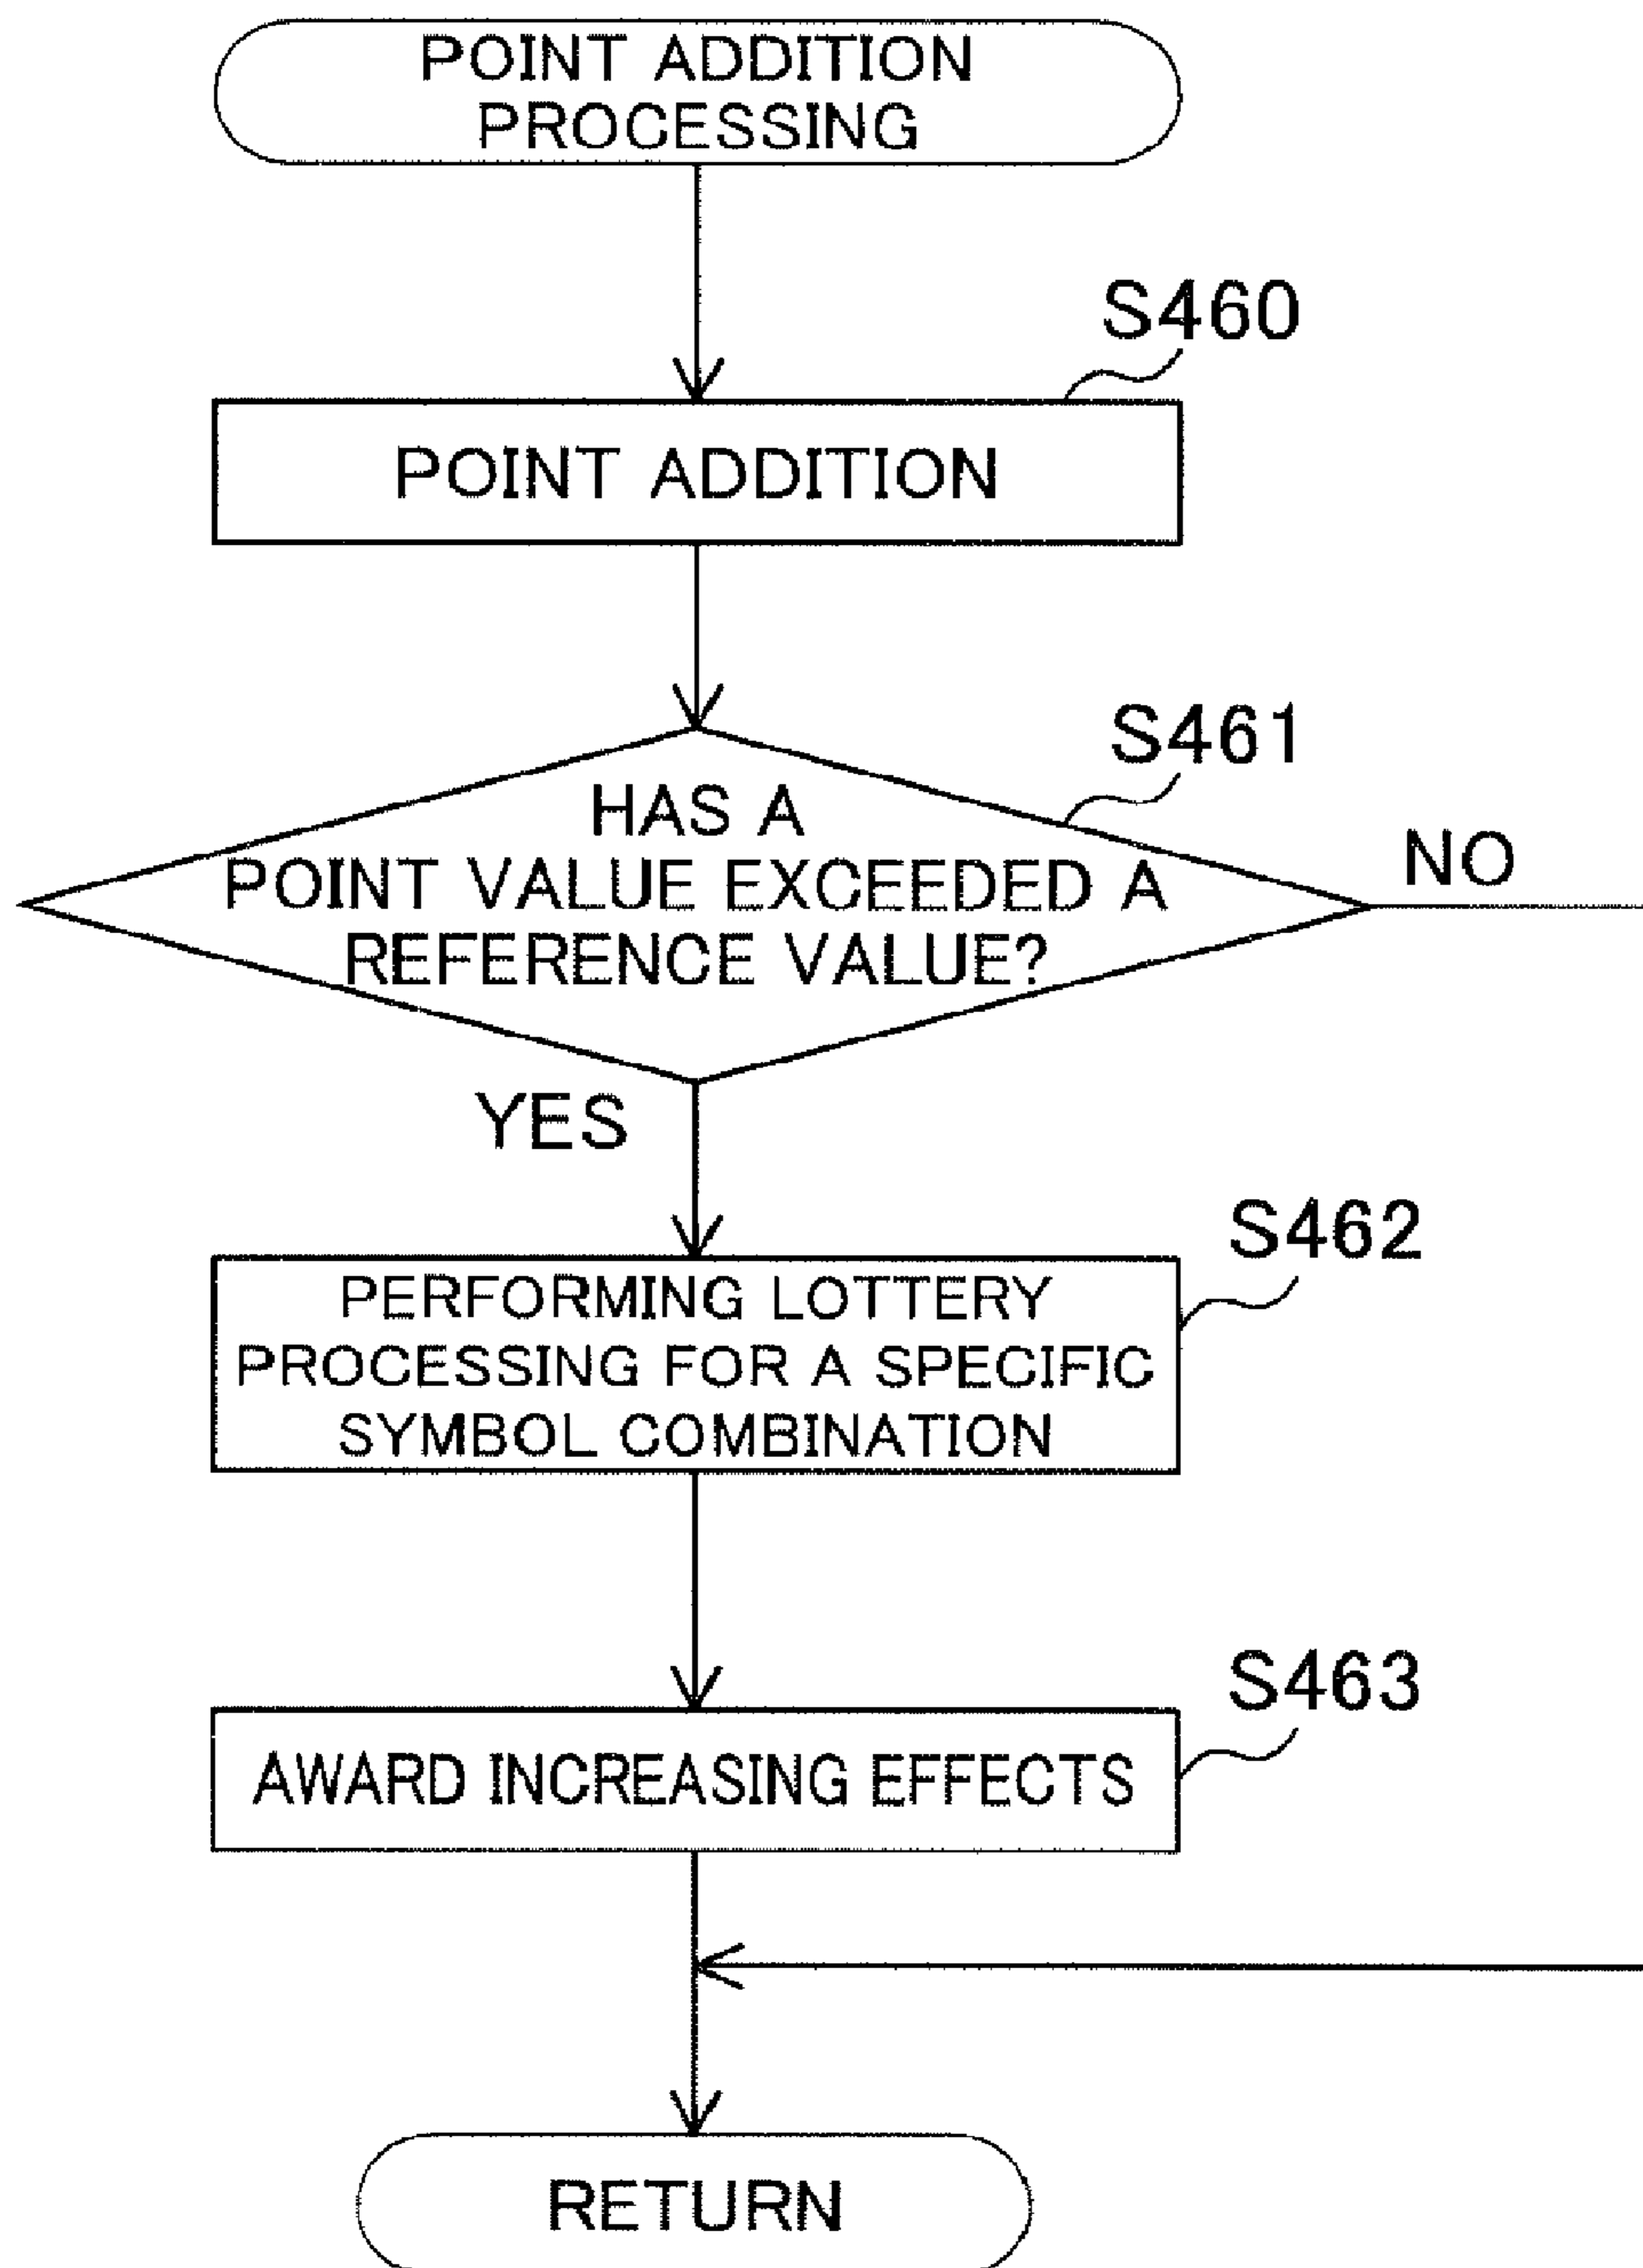 POINT ADDITION
PROCESSING
S460
POINT ADDITION
S461
HAS A
POINT VALUE EXCEEDED A
REFERENCE VALUE?
NO
YES
S462
PERFORMING LOTTERY
PROCESSING FOR A SPECIFIC
SYMBOL COMBINATION
S463
AWARD INCREASING EFFECTS
RETURN